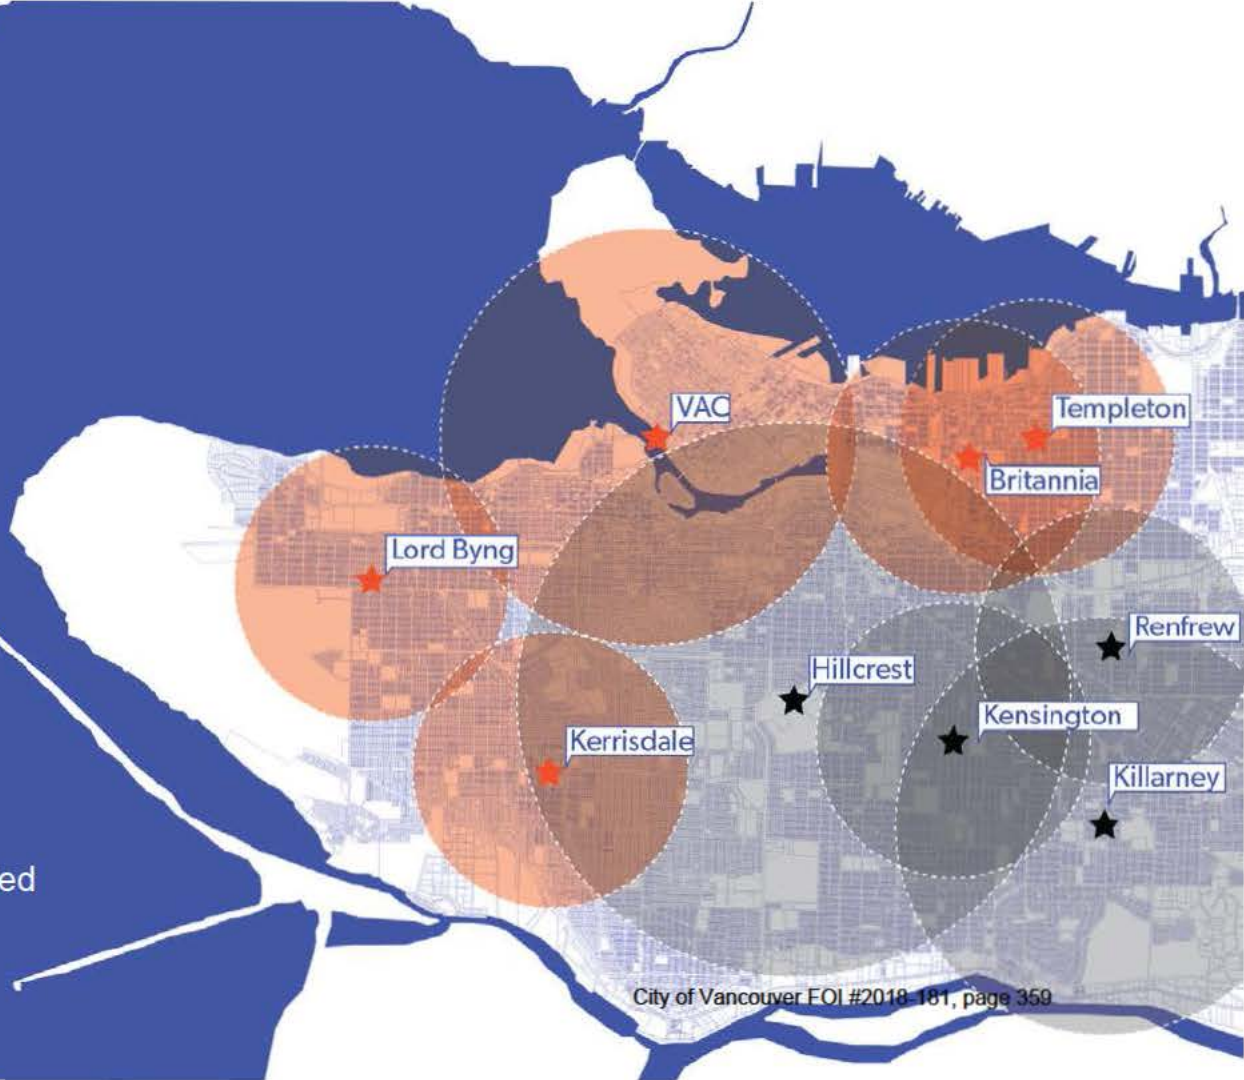 VAC
Templeton
Britannia
Lord Byng
Renfrew
Hillcrest
Kensington
Kerrisdale
Killarney
ed
City of Vancouver FOI #2018-181, page 359